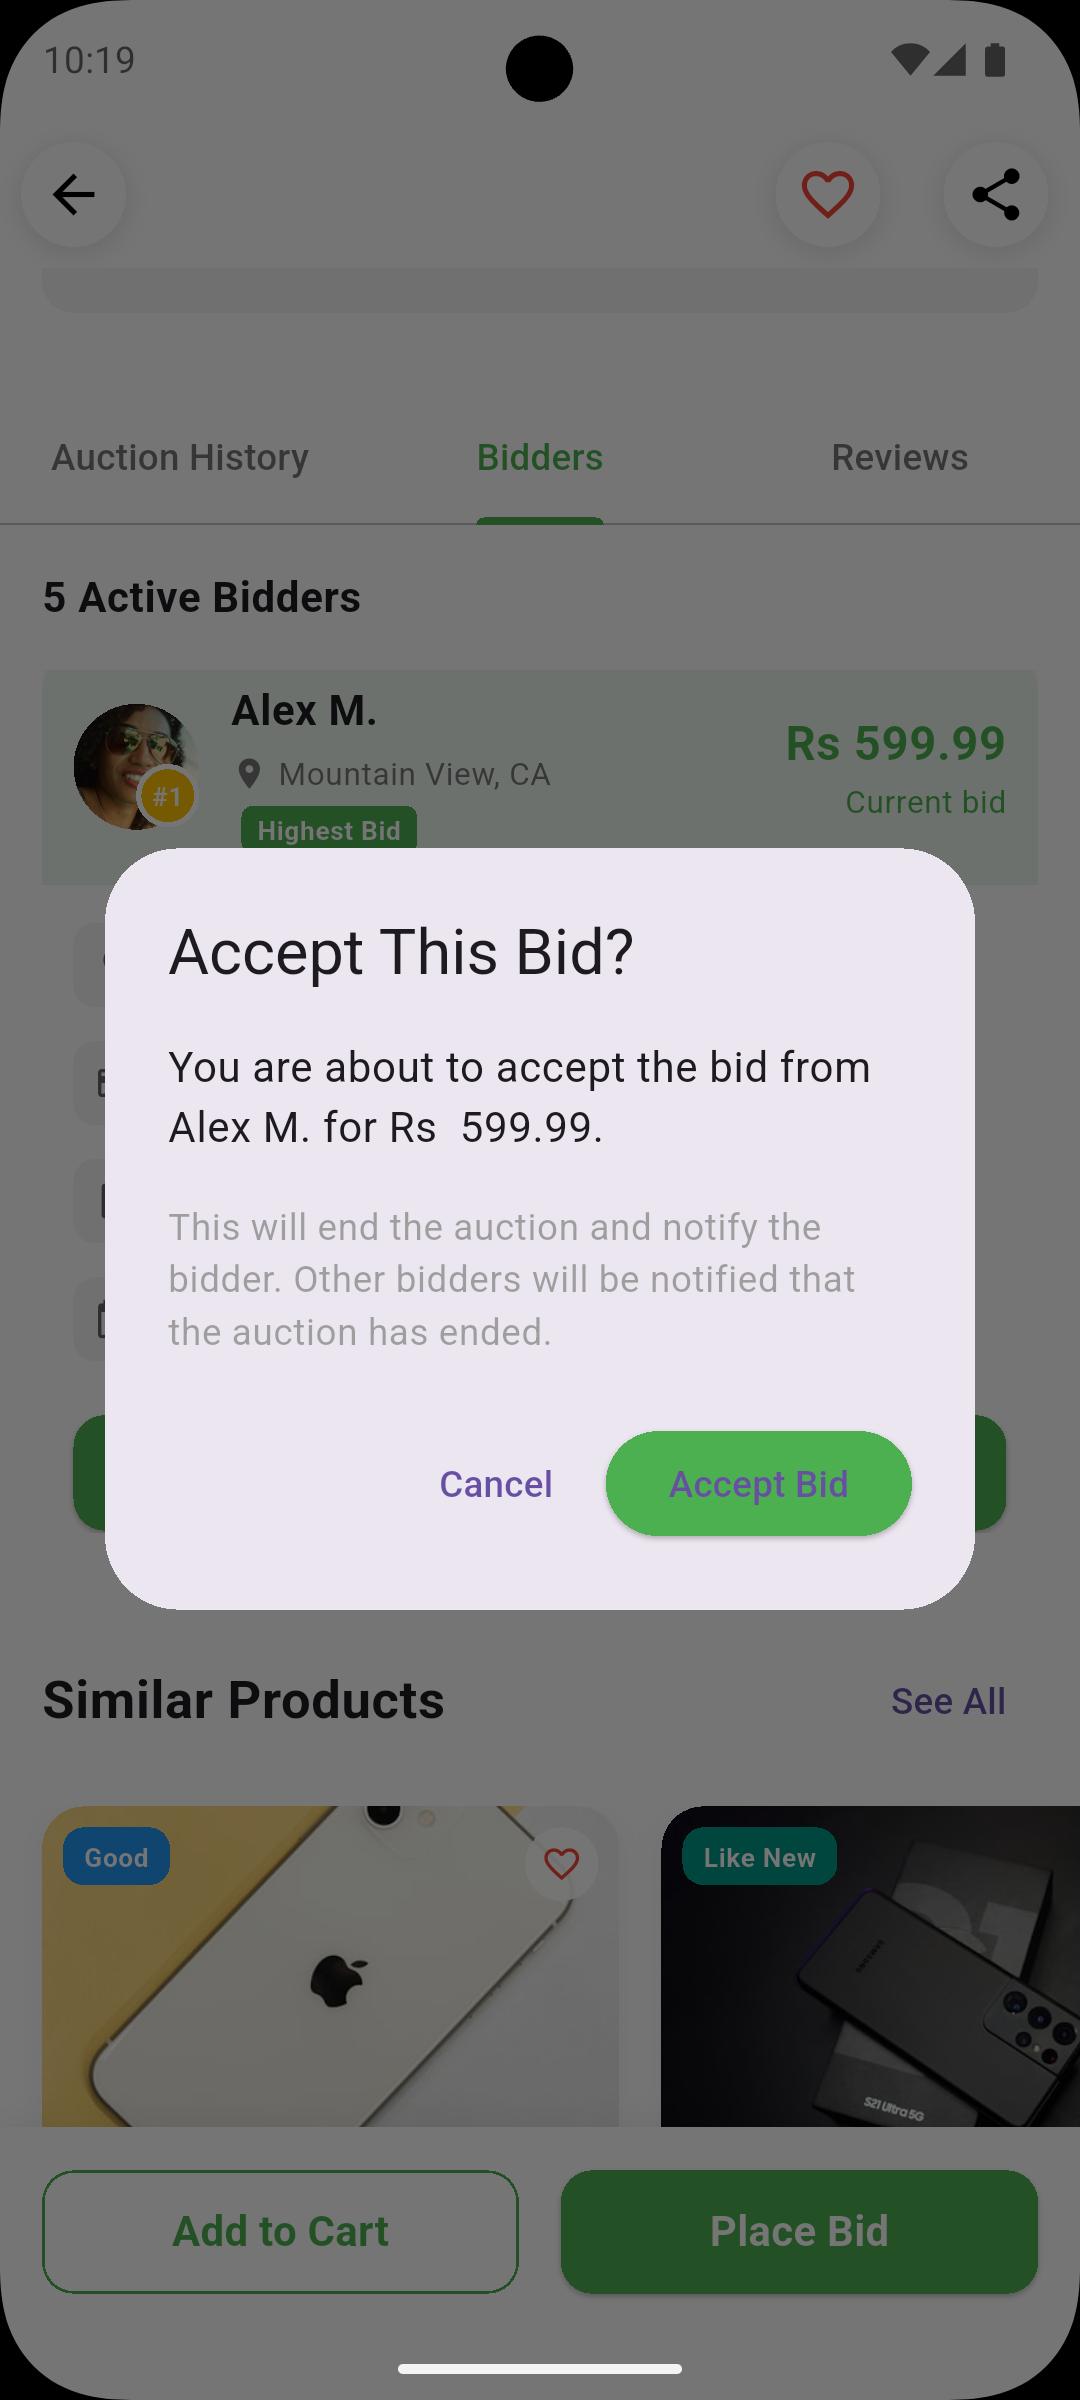 10:19
Auction History
Bidders
Reviews
5 Active Bidders
Alex M.
Mountain View, CA
#1
Highest Bid
Rs 599.99
Current bid
Accept This Bid?
You are about to accept the bid from
Alex M. for Rs  599.99.
This will end the auction and notify the
bidder. Other bidders will be notified that
the auction has ended.
Cancel
Accept Bid
Similar Products
See All
Good
Like New
SAMSUNG
S21 Ultra 5G
Add to Cart
Place Bid